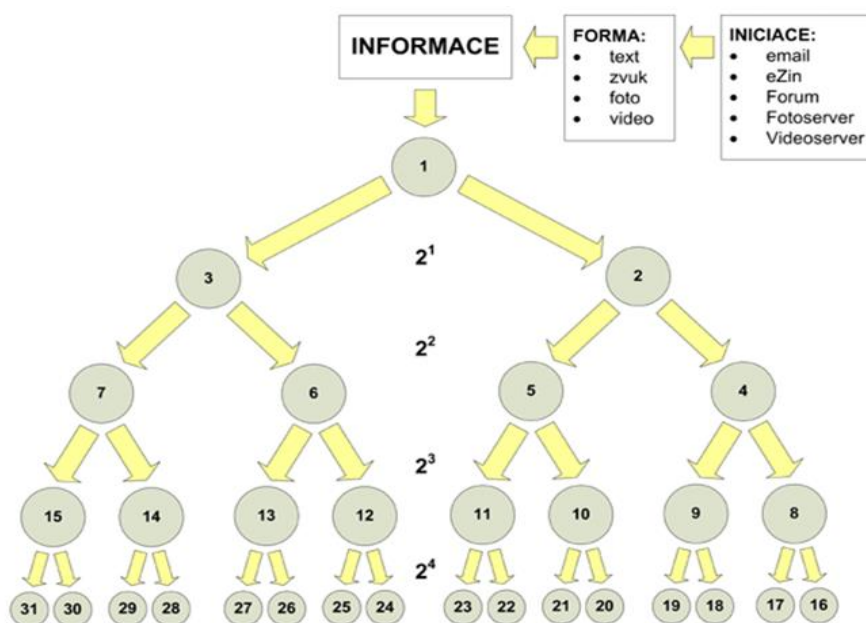 INFORMACE
FORMA:
• text
• zvuk
• foto
• video
INICIACE:
• email
• eZin
• Forum
• Fotoserver
• Videoserver
1
2¹
3 2
2²
7 6 5 4
2³
15 14 13 12 11 10 9 8
2⁴
31 30 29 28 27 26 25 24 23 22 21 20 19 18 17 16